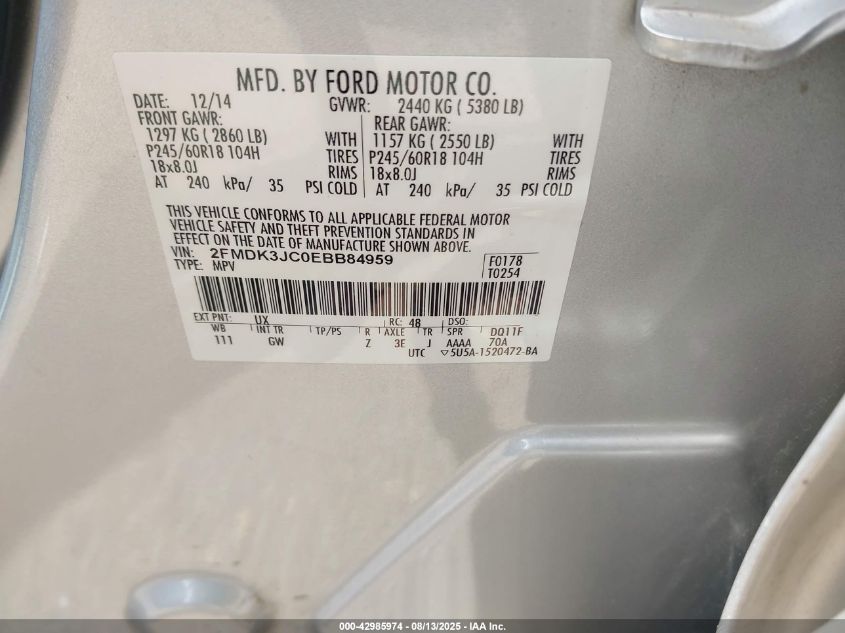 MFD. BY FORD MOTOR CO.
DATE: 12/14 GVWR: 2440 KG ( 5380 LB)
FRONT GAWR: REAR GAWR:
1297 KG ( 2860 LB) WITH 1157 KG ( 2550 LB) WITH
P245/60R18 104H TIRES P245/60R18 104H TIRES
18x8.0J RIMS 18x8.0J RIMS
AT 240 kPa/ 35 PSI COLD AT 240 kPa/ 35 PSI COLD
THIS VEHICLE CONFORMS TO ALL APPLICABLE FEDERAL MOTOR
VEHICLE SAFETY AND THEFT PREVENTION STANDARDS IN
EFFECT ON THE DATE OF MANUFACTURE SHOWN ABOVE.
VIN: 2FMDK3JC0EBB84959 F0178
TYPE: MPV T0254
EXT PNT: UX RC: 48 DSO:
WB INT TR TP/PS R AXLE TR SPR DQ11F
111 GW Z 3E J AAAA 70A
UTC ▽5U5A-1520472-BA
000-42985974 - 08/13/2025 - IAA Inc.